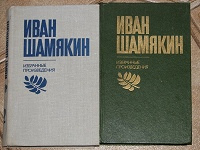 ИВАН
ШАМЯКИН
ИЗБРАННЫЕ
ПРОИЗВЕДЕНИЯ
ИВАН
ШАМЯКИН
ИЗБРАННЫЕ
ПРОИЗВЕДЕНИЯ